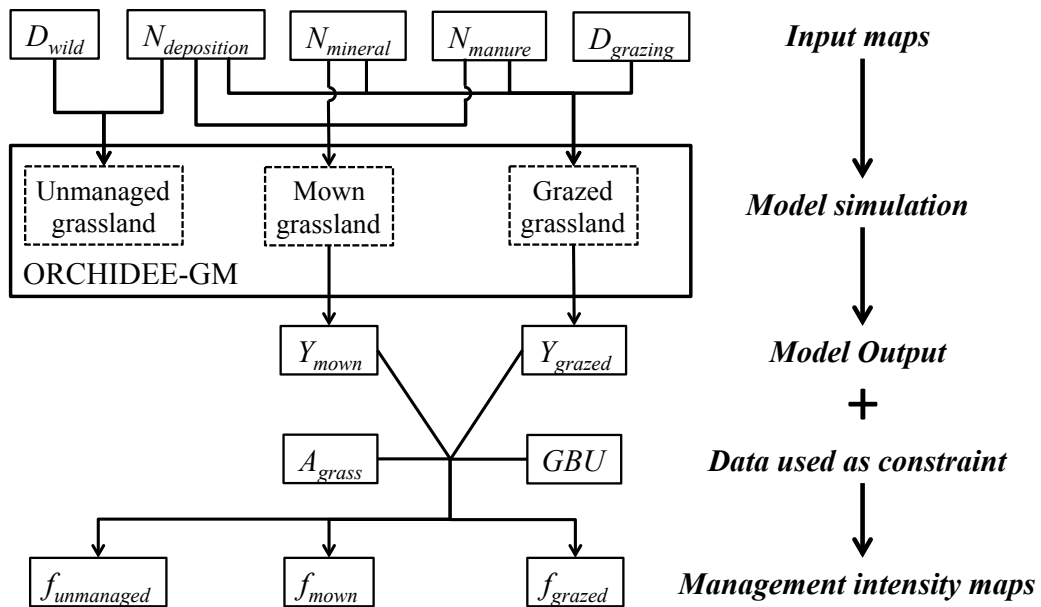 D_wild N_deposition N_mineral N_manure D_grazing Input maps
Unmanaged grassland
Mown grassland
Grazed grassland
Model simulation
ORCHIDEE-GM
Y_mown Y_grazed Model Output
+
A_grass GBU Data used as constraint
f_unmanaged f_mown f_grazed Management intensity maps